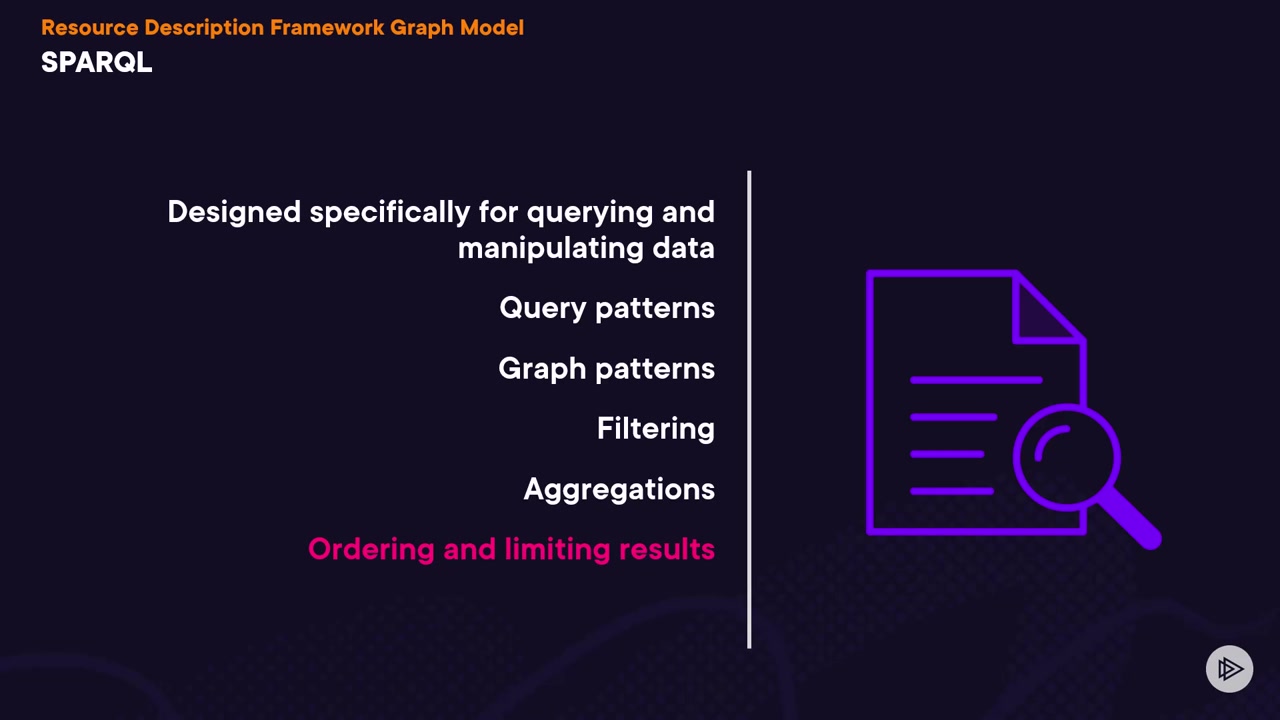 Resource Description Framework Graph Model
SPARQL
Designed specifically for querying and
manipulating data
Query patterns
Graph patterns
Filtering
Aggregations
Ordering and limiting results